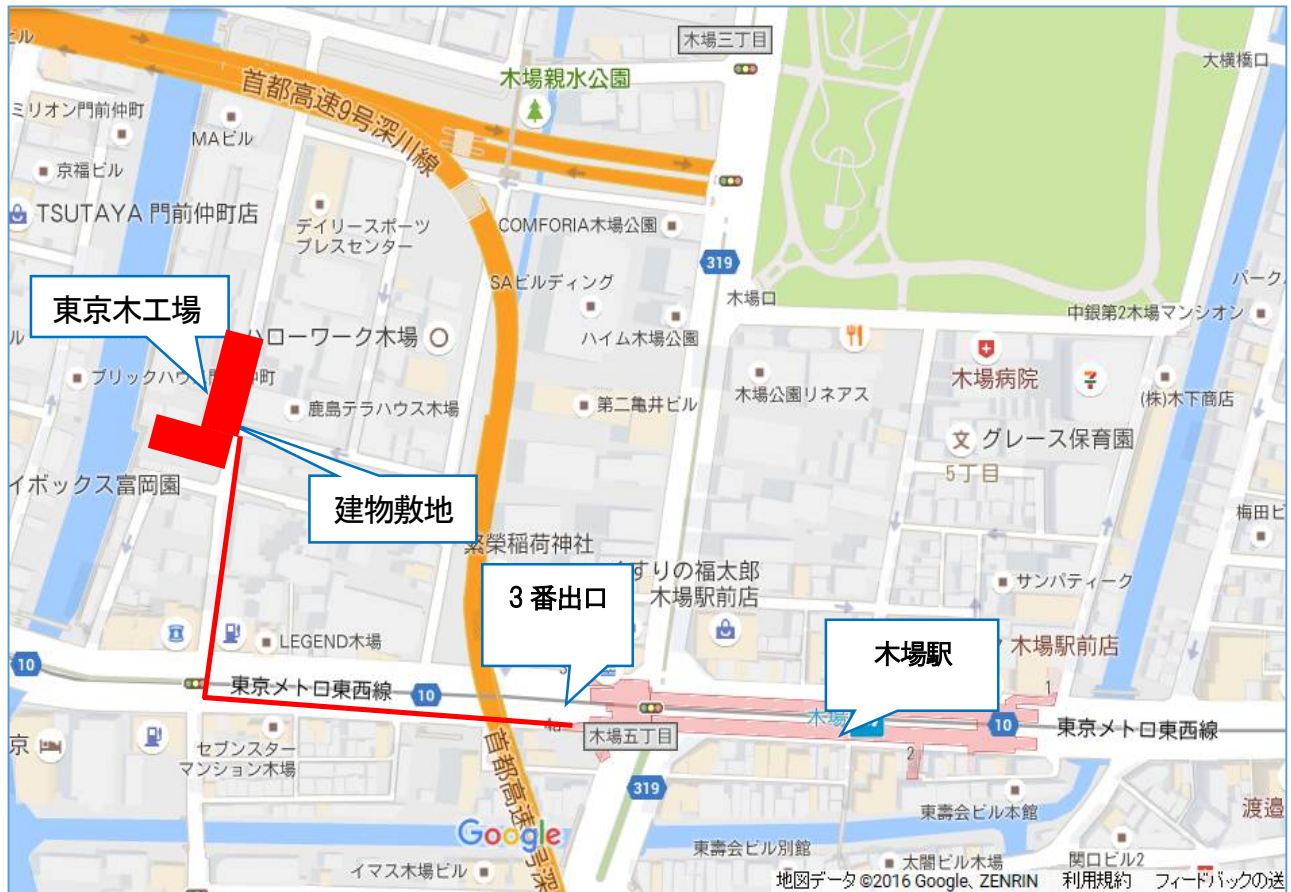 ビル
木場三丁目
大横橋口
木場親水公園
首都高速9号深川線
ミリオン門前仲町
MAビル
京福ビル
TSUTAYA 門前仲町店
デイリースポーツ
プレスセンター
COMFORIA木場公園
319
SAビルディング
木場口
パーク
中銀第2木場マンシオン
東京木工場
ル
ハローワーク木場
ハイム木場公園
木場病院
ブリックハウ
町
鹿島テラハウス木場
第二亀井ビル
木場公園リネアス
(株)木下商店
文
グレース保育園
5丁目
イボックス富岡園
建物敷地
梅田ビ
繁榮稲荷神社
3番出口
すりの福太郎
木場駅前店
サンパティーク
LEGEND木場
木場駅
木場駅前店
10
東京メトロ東西線
10
1
4a
木場五丁目
木場
10
東京メトロ東西線
京
セブンスター
マンション木場
首都高速
号深
2
319
東壽会ビル本館
渡邉
Google
東壽会ビル別館
イマス木場ビル
太閤ビル木場
関口ビル2
地図データ ©2016 Google、ZENRIN
利用規約
フィードバックの送